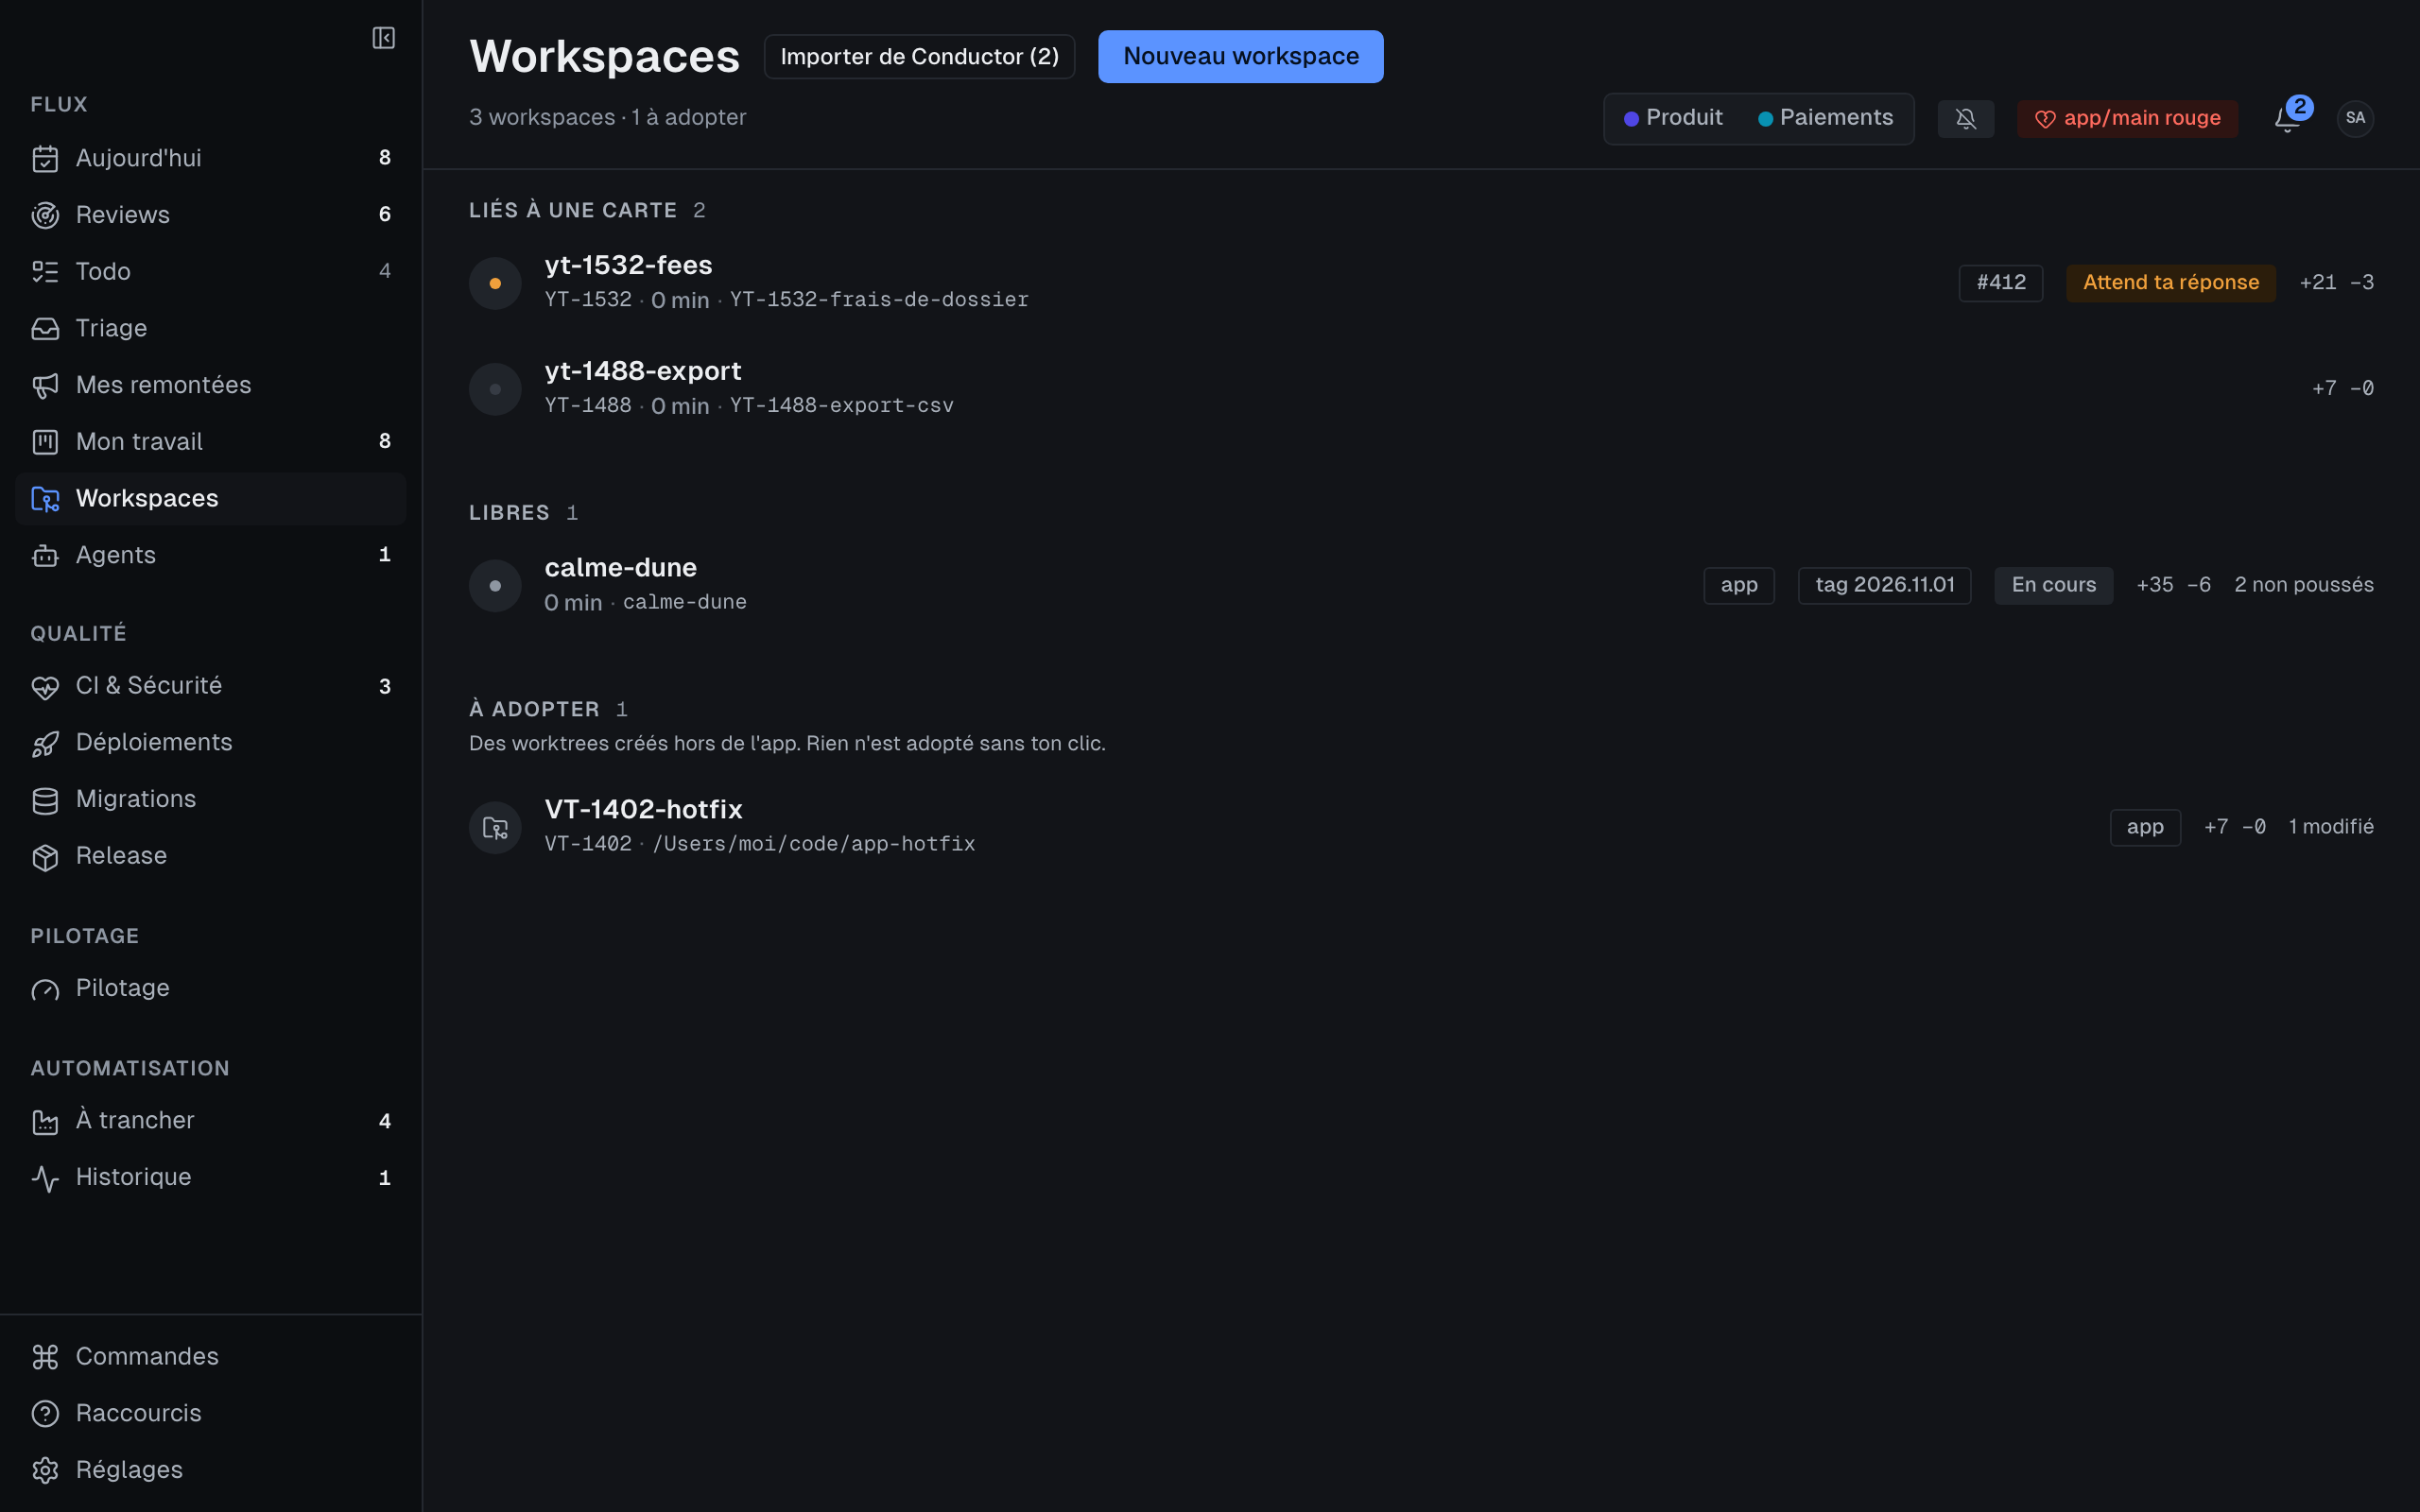 FLUX
Aujourd'hui 8
Reviews 6
Todo 4
Triage
Mes remontées
Mon travail 8
Workspaces
Agents 1
QUALITÉ
CI & Sécurité 3
Déploiements
Migrations
Release
PILOTAGE
Pilotage
AUTOMATISATION
À trancher 4
Historique 1
Commandes
Raccourcis
Réglages
Workspaces Importer de Conductor (2) Nouveau workspace
3 workspaces · 1 à adopter
Produit Paiements app/main rouge 2 SA
LIÉS À UNE CARTE 2
yt-1532-fees
YT-1532 · 0 min · YT-1532-frais-de-dossier
#412 Attend ta réponse +21 −3
yt-1488-export
YT-1488 · 0 min · YT-1488-export-csv
+7 −0
LIBRES 1
calme-dune
0 min · calme-dune
app tag 2026.11.01 En cours +35 −6 2 non poussés
À ADOPTER 1
Des worktrees créés hors de l'app. Rien n'est adopté sans ton clic.
VT-1402-hotfix
VT-1402 · /Users/moi/code/app-hotfix
app +7 −0 1 modifié